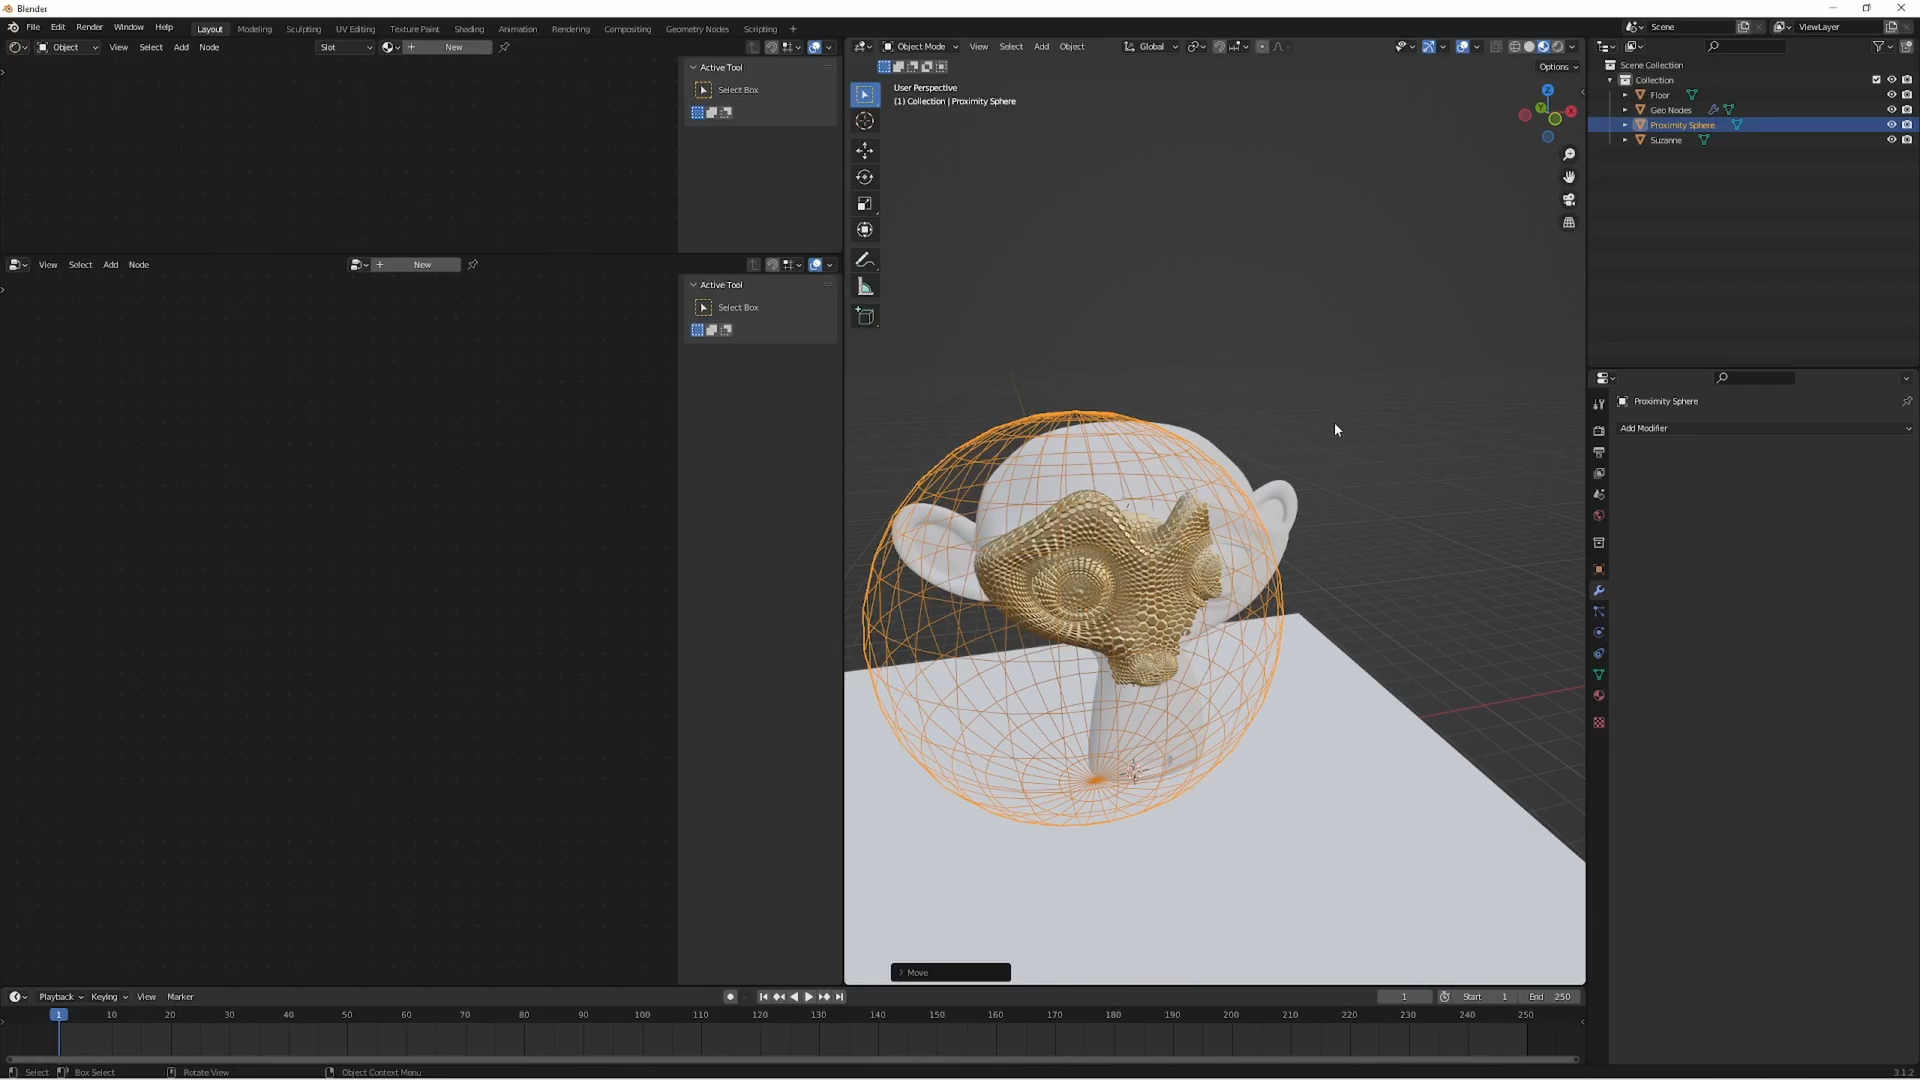 Blender
File Edit Render Window Help Layout Modeling Sculpting UV Editing Texture Paint Shading Animation Rendering Compositing Geometry Nodes Scripting +
Scene ViewLayer
Object View Select Add Node Slot + New
Object Mode View Select Add Object Global
Options
Active Tool
Select Box
User Perspective
(1) Collection | Proximity Sphere
Scene Collection
Collection
Floor
Geo Nodes
Proximity Sphere
Suzanne
Z
Y
X
View Select Add Node + New
Active Tool
Select Box
Proximity Sphere
Add Modifier
Move
Playback Keying View Marker 1 Start 1 End 250
1 10 20 30 40 50 60 70 80 90 100 110 120 130 140 150 160 170 180 190 200 210 220 230 240 250
Select Box Select Rotate View Object Context Menu 3.1.2